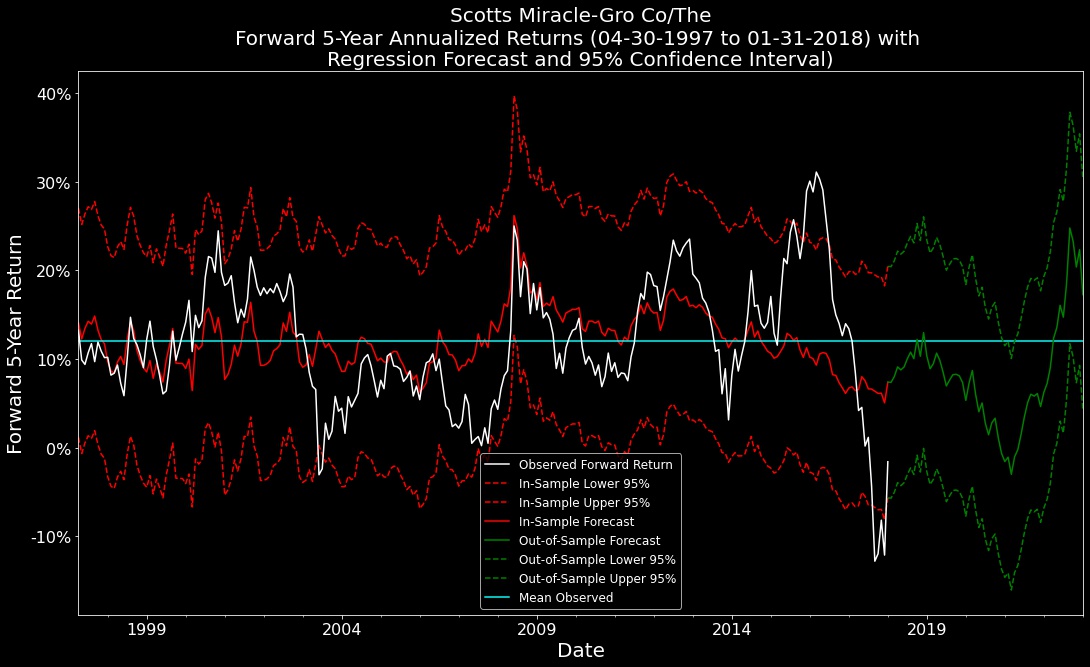 Scotts Miracle-Gro Co/The
Forward 5-Year Annualized Returns (04-30-1997 to 01-31-2018) with
Regression Forecast and 95% Confidence Interval)
Forward 5-Year Return
40%
30%
20%
10%
0%
-10%
Observed Forward Return
In-Sample Lower 95%
In-Sample Upper 95%
In-Sample Forecast
Out-of-Sample Forecast
Out-of-Sample Lower 95%
Out-of-Sample Upper 95%
Mean Observed
1999
2004
2009
2014
2019
Date